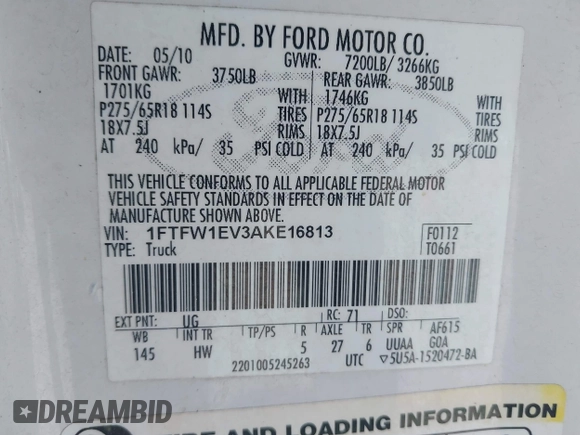 MFD. BY FORD MOTOR CO.
DATE: 05/10 GVWR: 7200LB/ 3266KG
FRONT GAWR: 3750LB REAR GAWR: 3850LB
1701KG WITH 1746KG WITH
P275/65R18 114S TIRES P275/65R18 114S TIRES
18X7.5J RIMS 18X7.5J RIMS
AT 240 kPa/ 35 PSI COLD AT 240 kPa/ 35 PSI COLD
THIS VEHICLE CONFORMS TO ALL APPLICABLE FEDERAL MOTOR
VEHICLE SAFETY STANDARDS IN EFFECT ON THE DATE OF
MANUFACTURE SHOWN ABOVE.
VIN: 1FTFW1EV3AKE16813 F0112
TYPE: Truck T0661
EXT PNT: UG RC: 71 DSO:
WB INT TR TP/PS R AXLE TR SPR AF615
145 HW 5 27 6 UUAA GOA
2201005245263 UTC ▽5U5A-1520472-BA
TIRE AND LOADING INFORMATION
DREAMBID